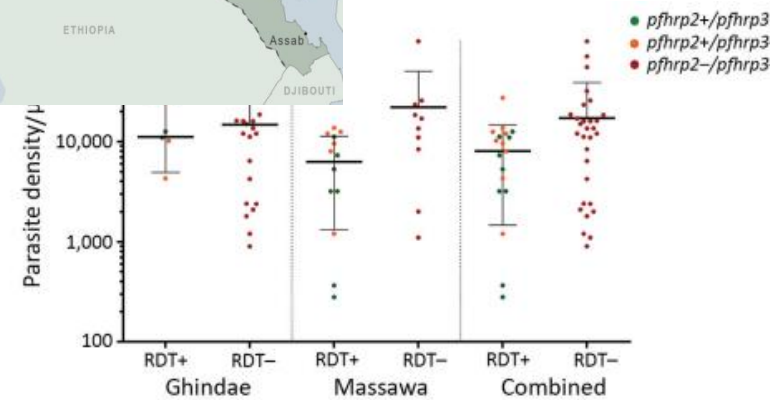 ETHIOPIA
Assab
DJIBOUTI
pfhrp2+/pfhrp3
pfhrp2+/pfhrp3
pfhrp2–/pfhrp3
Parasite density/µ
10,000
1,000
100
RDT+ RDT– RDT+ RDT– RDT+ RDT–
Ghindae Massawa Combined